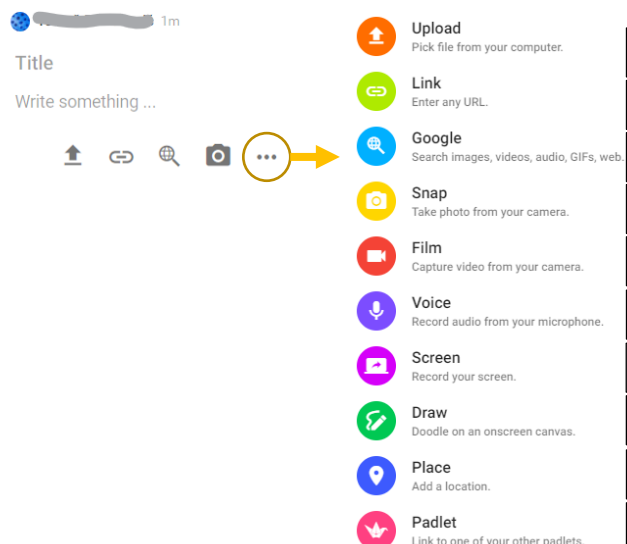 1m
Title
Write something ...
Upload
Pick file from your computer.
Link
Enter any URL.
Google
Search images, videos, audio, GIFs, web.
Snap
Take photo from your camera.
Film
Capture video from your camera.
Voice
Record audio from your microphone.
Screen
Record your screen.
Draw
Doodle on an onscreen canvas.
Place
Add a location.
Padlet
Link to one of your other padlets.